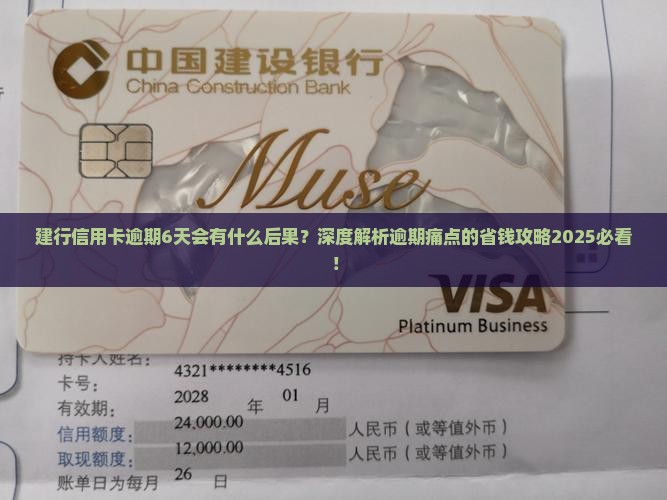 中国建设银行
China Construction Bank
Muse
建行信用卡逾期6天会有什么后果？深度解析逾期痛点的省钱攻略2025必看
！
VISA
Platinum Business
持卡人姓名：
卡号： 4321********4516
有效期： 2028 年 01 月
信用额度： 24,000.00 人民币（或等值外币）
取现额度： 12,000.00 人民币（或等值外币）
账单日为每月 26 日